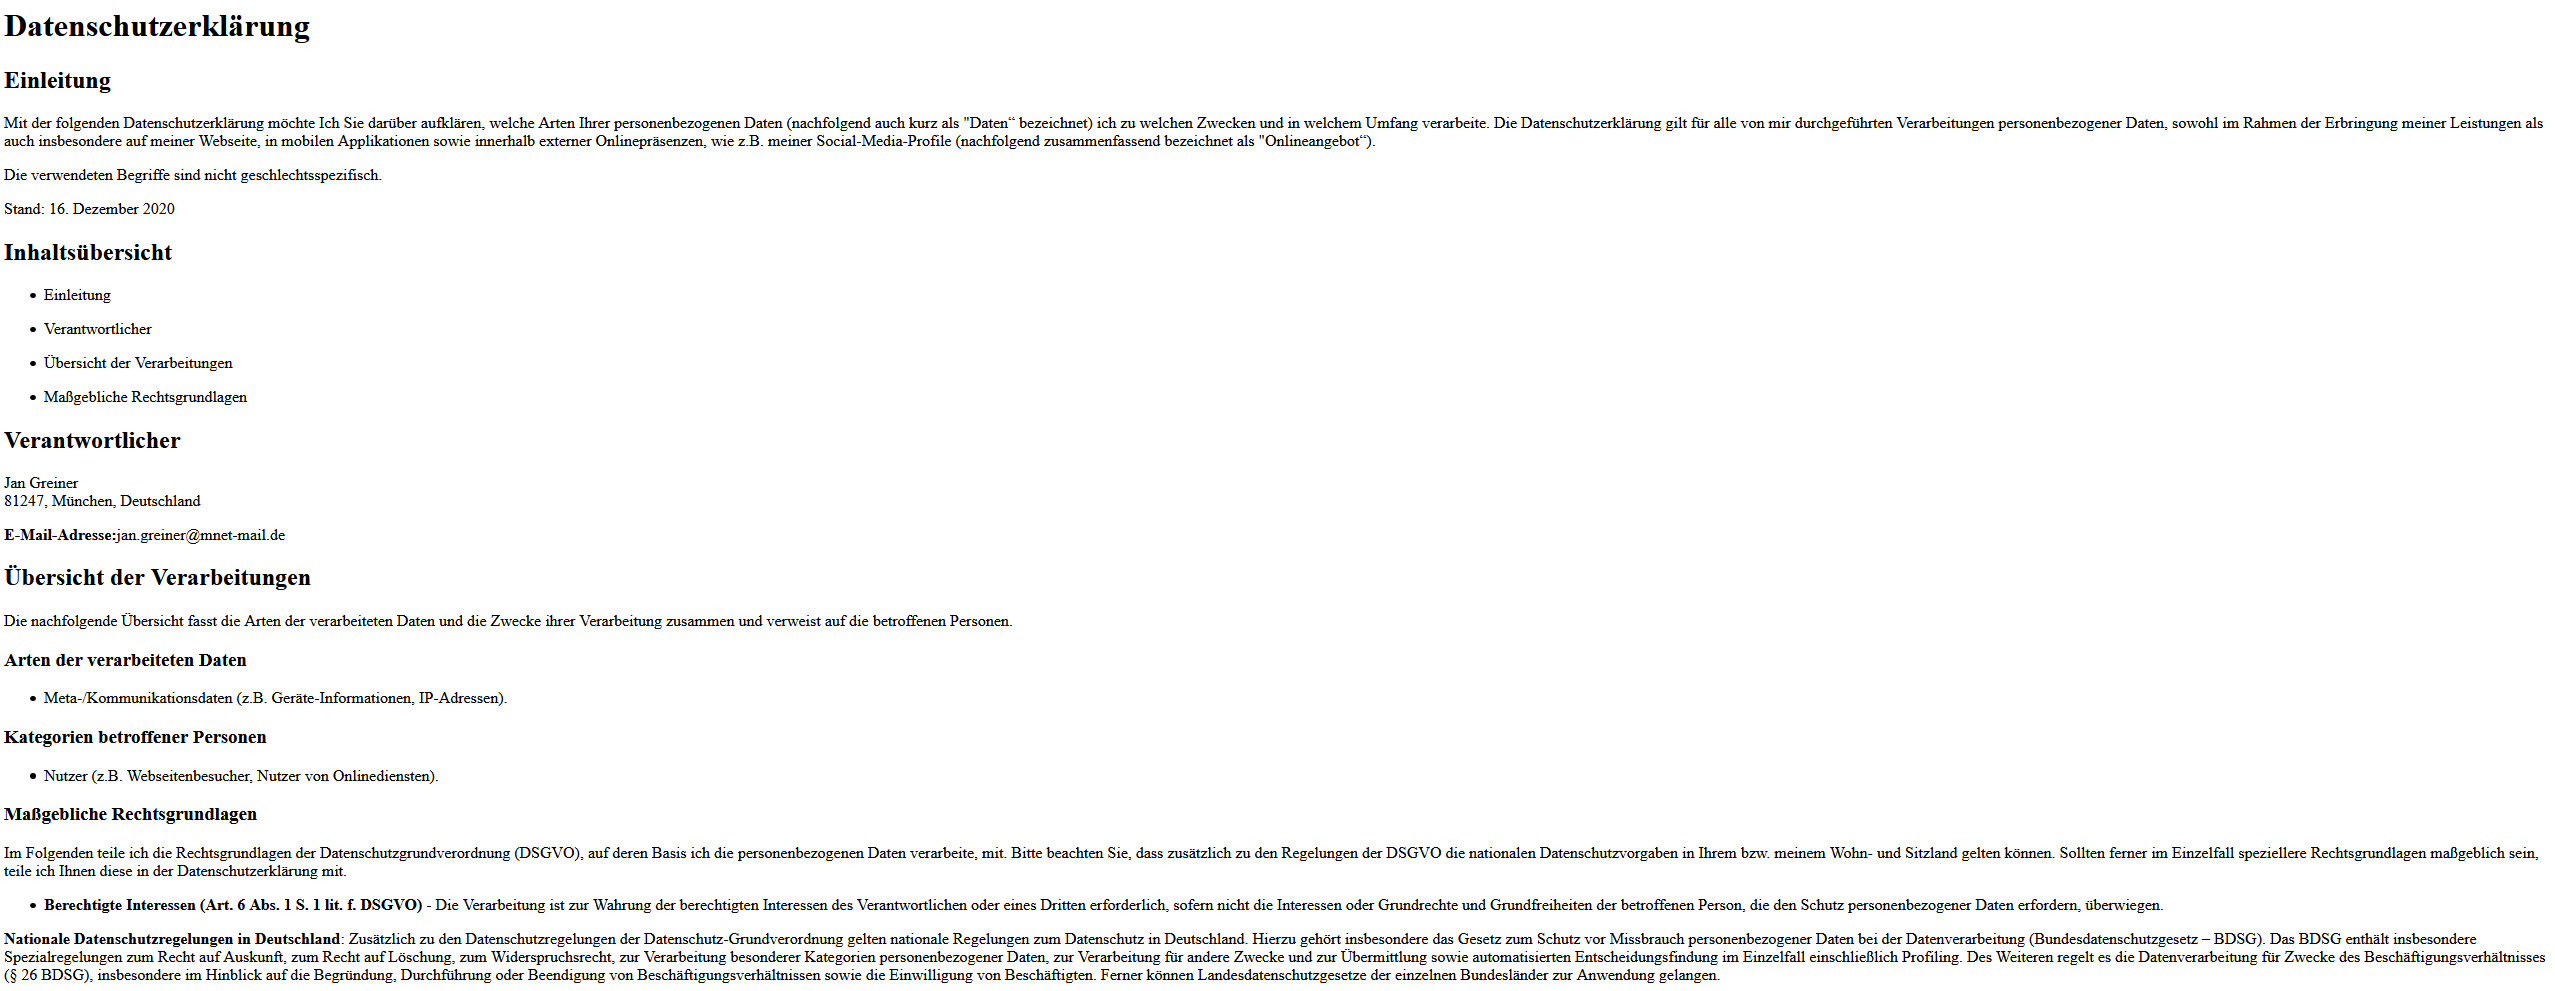 Datenschutzerklärung
Einleitung
Mit der folgenden Datenschutzerklärung möchte Ich Sie darüber aufklären, welche Arten Ihrer personenbezogenen Daten (nachfolgend auch kurz als "Daten“ bezeichnet) ich zu welchen Zwecken und in welchem Umfang verarbeite. Die Datenschutzerklärung gilt für alle von mir durchgeführten Verarbeitungen personenbezogener Daten, sowohl im Rahmen der Erbringung meiner Leistungen als
auch insbesondere auf meiner Webseite, in mobilen Applikationen sowie innerhalb externer Onlinepräsenzen, wie z.B. meiner Social-Media-Profile (nachfolgend zusammenfassend bezeichnet als "Onlineangebot“).
Die verwendeten Begriffe sind nicht geschlechtsspezifisch.
Stand: 16. Dezember 2020
Inhaltsübersicht
• Einleitung
• Verantwortlicher
• Übersicht der Verarbeitungen
• Maßgebliche Rechtsgrundlagen
Verantwortlicher
Jan Greiner
81247, München, Deutschland
E-Mail-Adresse:jan.greiner@mnet-mail.de
Übersicht der Verarbeitungen
Die nachfolgende Übersicht fasst die Arten der verarbeiteten Daten und die Zwecke ihrer Verarbeitung zusammen und verweist auf die betroffenen Personen.
Arten der verarbeiteten Daten
• Meta-/Kommunikationsdaten (z.B. Geräte-Informationen, IP-Adressen).
Kategorien betroffener Personen
• Nutzer (z.B. Webseitenbesucher, Nutzer von Onlinediensten).
Maßgebliche Rechtsgrundlagen
Im Folgenden teile ich die Rechtsgrundlagen der Datenschutzgrundverordnung (DSGVO), auf deren Basis ich die personenbezogenen Daten verarbeite, mit. Bitte beachten Sie, dass zusätzlich zu den Regelungen der DSGVO die nationalen Datenschutzvorgaben in Ihrem bzw. meinem Wohn- und Sitzland gelten können. Sollten ferner im Einzelfall speziellere Rechtsgrundlagen maßgeblich sein,
teile ich Ihnen diese in der Datenschutzerklärung mit.
• Berechtigte Interessen (Art. 6 Abs. 1 S. 1 lit. f. DSGVO) - Die Verarbeitung ist zur Wahrung der berechtigten Interessen des Verantwortlichen oder eines Dritten erforderlich, sofern nicht die Interessen oder Grundrechte und Grundfreiheiten der betroffenen Person, die den Schutz personenbezogener Daten erfordern, überwiegen.
Nationale Datenschutzregelungen in Deutschland: Zusätzlich zu den Datenschutzregelungen der Datenschutz-Grundverordnung gelten nationale Regelungen zum Datenschutz in Deutschland. Hierzu gehört insbesondere das Gesetz zum Schutz vor Missbrauch personenbezogener Daten bei der Datenverarbeitung (Bundesdatenschutzgesetz – BDSG). Das BDSG enthält insbesondere
Spezialregelungen zum Recht auf Auskunft, zum Recht auf Löschung, zum Widerspruchsrecht, zur Verarbeitung besonderer Kategorien personenbezogener Daten, zur Verarbeitung für andere Zwecke und zur Übermittlung sowie automatisierten Entscheidungsfindung im Einzelfall einschließlich Profiling. Des Weiteren regelt es die Datenverarbeitung für Zwecke des Beschäftigungsverhältnisses
(§ 26 BDSG), insbesondere im Hinblick auf die Begründung, Durchführung oder Beendigung von Beschäftigungsverhältnissen sowie die Einwilligung von Beschäftigten. Ferner können Landesdatenschutzgesetze der einzelnen Bundesländer zur Anwendung gelangen.